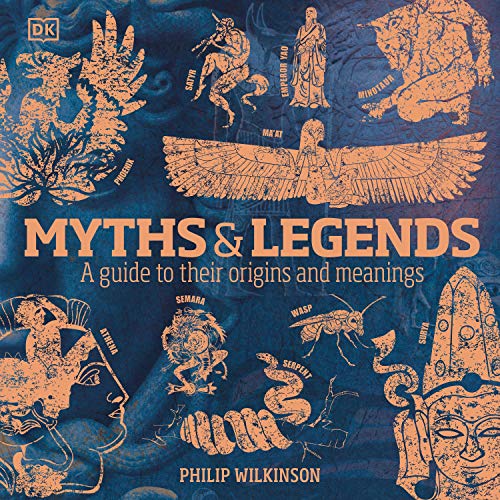 DK
SATYR
EMPEROR YAO
MINOTAUR
PHOENIX
MA'AT
MYTHS & LEGENDS
A guide to their origins and meanings
SEMARA
WASP
ATHENA
SERPENT
SURYA
PHILIP WILKINSON